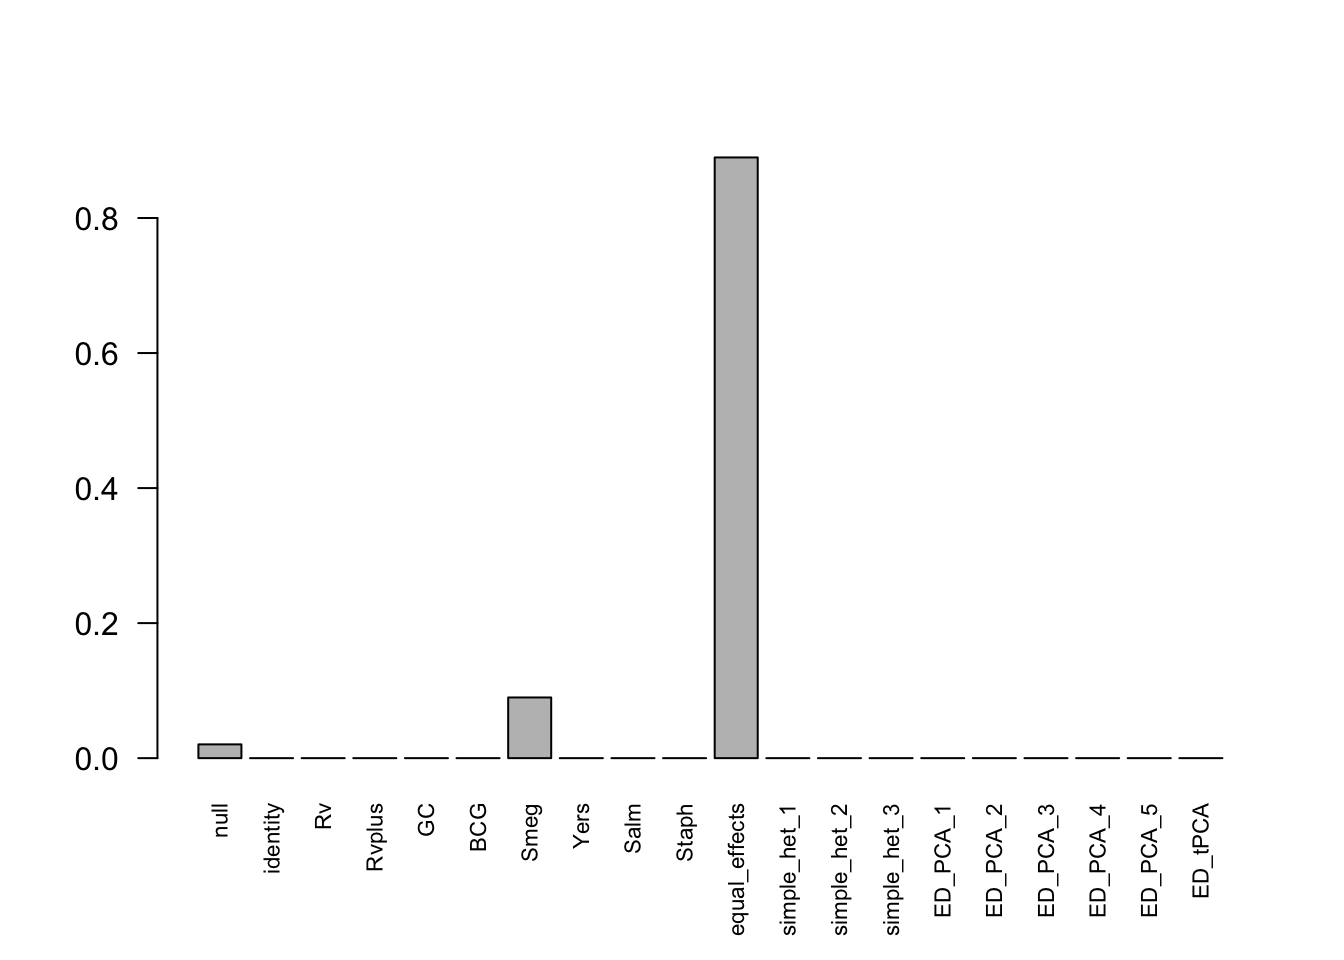 0.8
0.6
0.4
0.2
0.0
null
identity
Rv
Rvplus
GC
BCG
Smeg
Yers
Salm
Staph
equal_effects
simple_het_1
simple_het_2
simple_het_3
ED_PCA_1
ED_PCA_2
ED_PCA_3
ED_PCA_4
ED_PCA_5
ED_tPCA